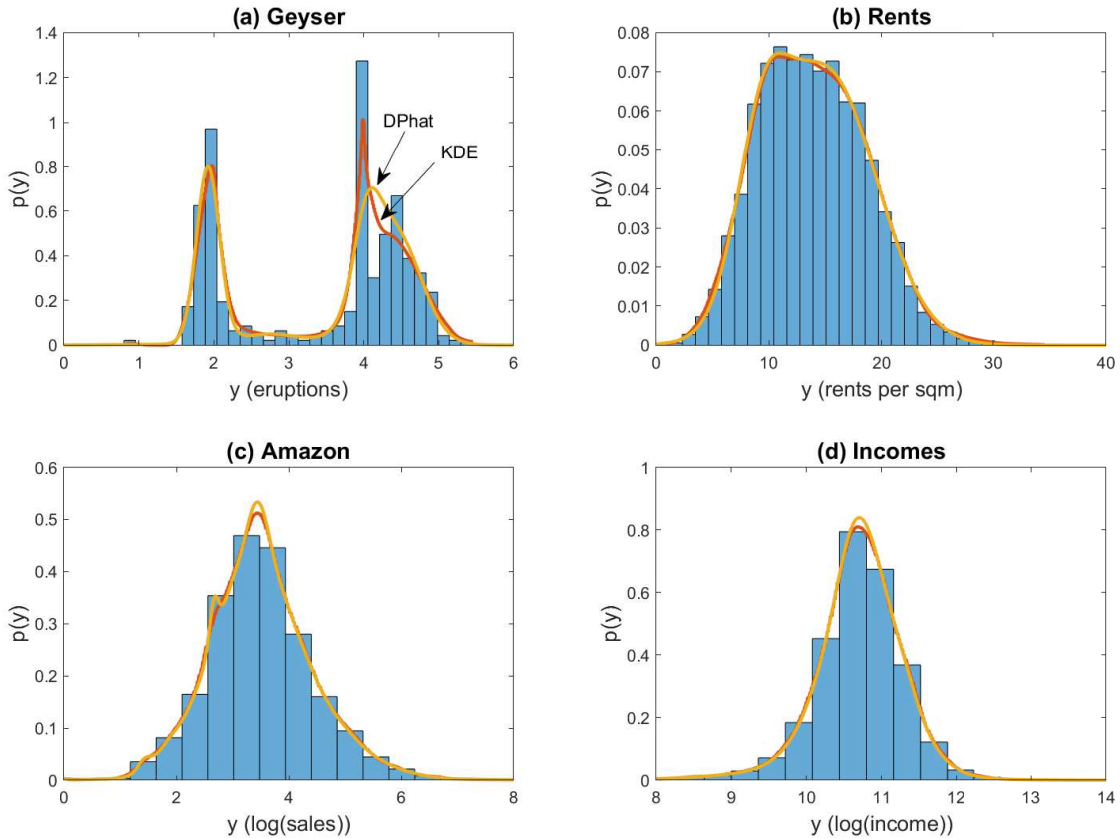 (a) Geyser
1.4
1.2
1
0.8
0.6
0.4
0.2
0
p(y)
DPhat
KDE
0 1 2 3 4 5 6
y (eruptions)
(b) Rents
0.08
0.07
0.06
0.05
0.04
0.03
0.02
0.01
0
p(y)
0 10 20 30 40
y (rents per sqm)
(c) Amazon
0.6
0.5
0.4
0.3
0.2
0.1
0
p(y)
0 2 4 6 8
y (log(sales))
(d) Incomes
1
0.8
0.6
0.4
0.2
0
p(y)
8 9 10 11 12 13 14
y (log(income))